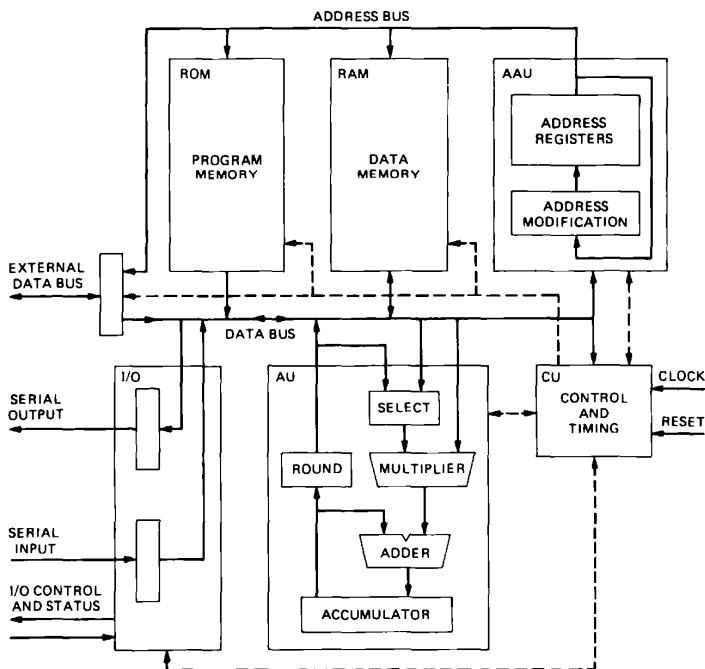 ADDRESS BUS
ROM
PROGRAM
MEMORY
RAM
DATA
MEMORY
AAU
ADDRESS
REGISTERS
ADDRESS
MODIFICATION
EXTERNAL
DATA BUS
DATA BUS
I/O
SERIAL
OUTPUT
SERIAL
INPUT
I/O CONTROL
AND STATUS
AU
SELECT
ROUND
MULTIPLIER
ADDER
ACCUMULATOR
CU
CONTROL
AND
TIMING
CLOCK
RESET